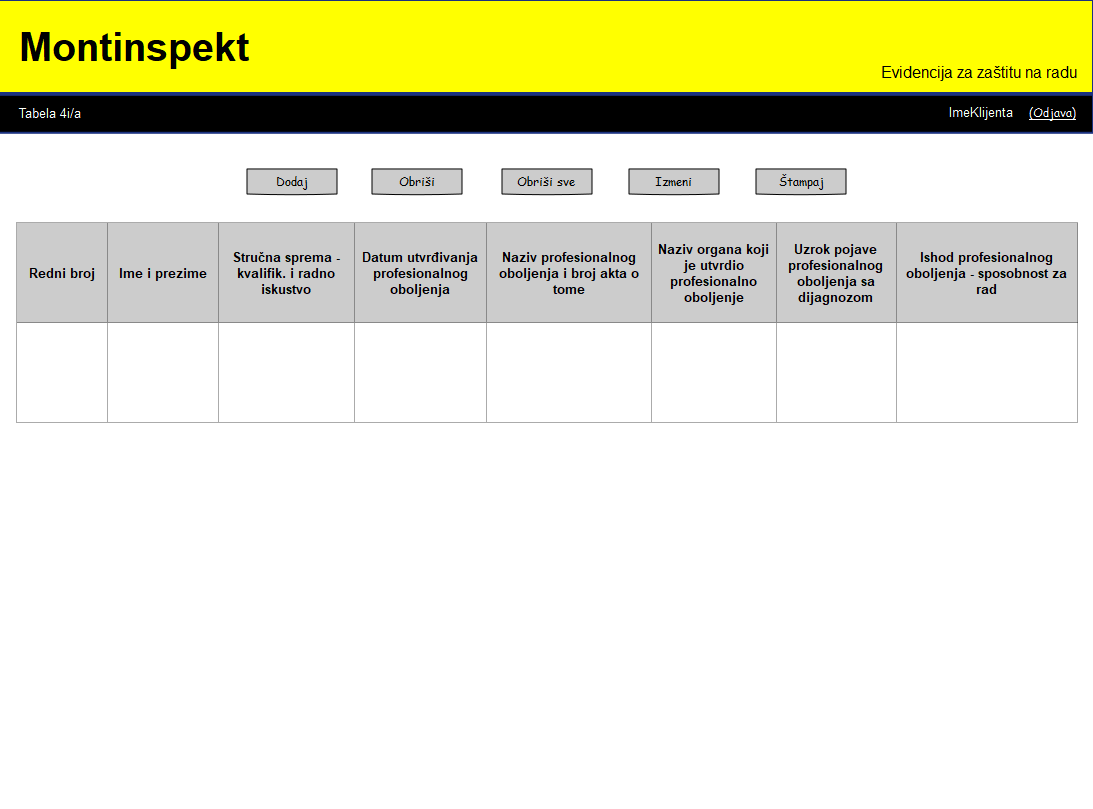 Montinspekt
Evidencija za zaštitu na radu
Tabela 4i/a
ImeKlijenta (Odjava)
Dodaj
Obriši
Obriši sve
Izmeni
Štampaj
Redni broj
Ime i prezime
Stručna sprema -
kvalifik. i radno
iskustvo
Datum utvrđivanja
profesionalnog
oboljenja
Naziv profesionalnog
oboljenja i broj akta o
tome
Naziv organa koji
je utvrdio
profesionalno
oboljenje
Uzrok pojave
profesionalnog
oboljenja sa
dijagnozom
Ishod profesionalnog
oboljenja - sposobnost za
rad